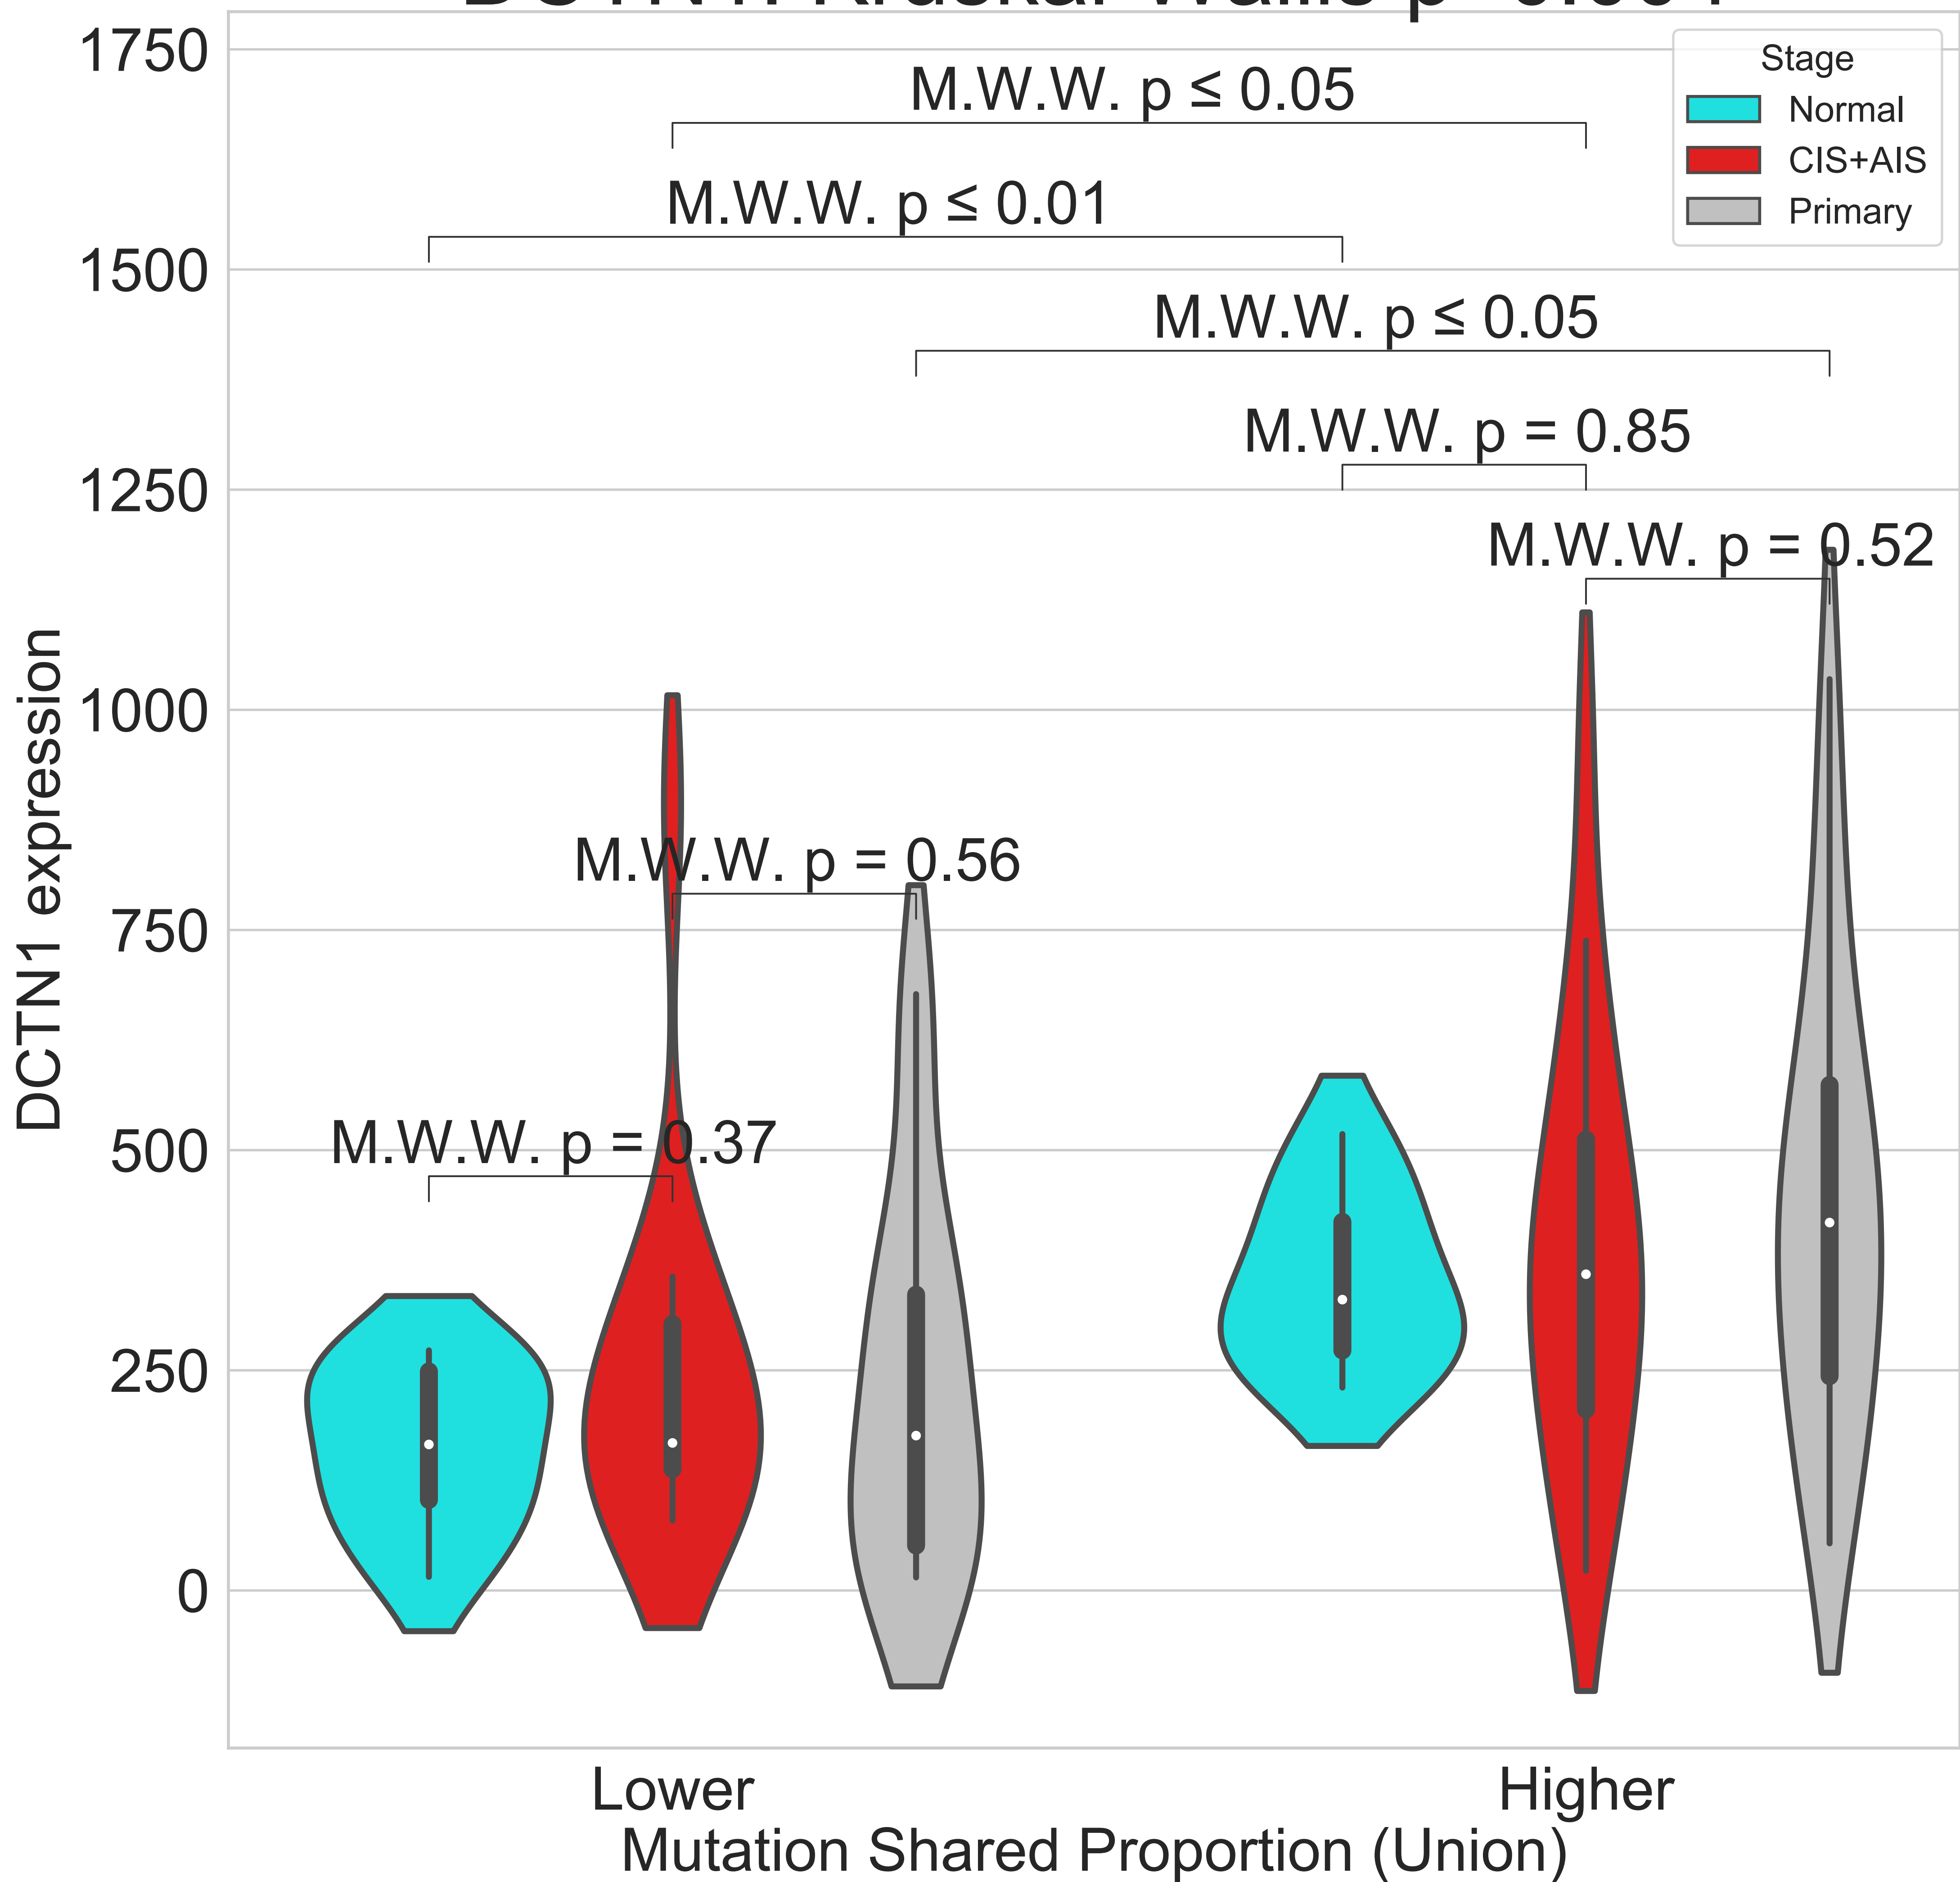 1750
1500
1250
1000
750
500
250
0
DCTN1 expression
M.W.W. p ≤ 0.05
M.W.W. p ≤ 0.01
M.W.W. p ≤ 0.05
M.W.W. p = 0.85
M.W.W. p = 0.52
M.W.W. p = 0.56
M.W.W. p = 0.37
Stage
Normal
CIS+AIS
Primary
Lower
Higher
Mutation Shared Proportion (Union)